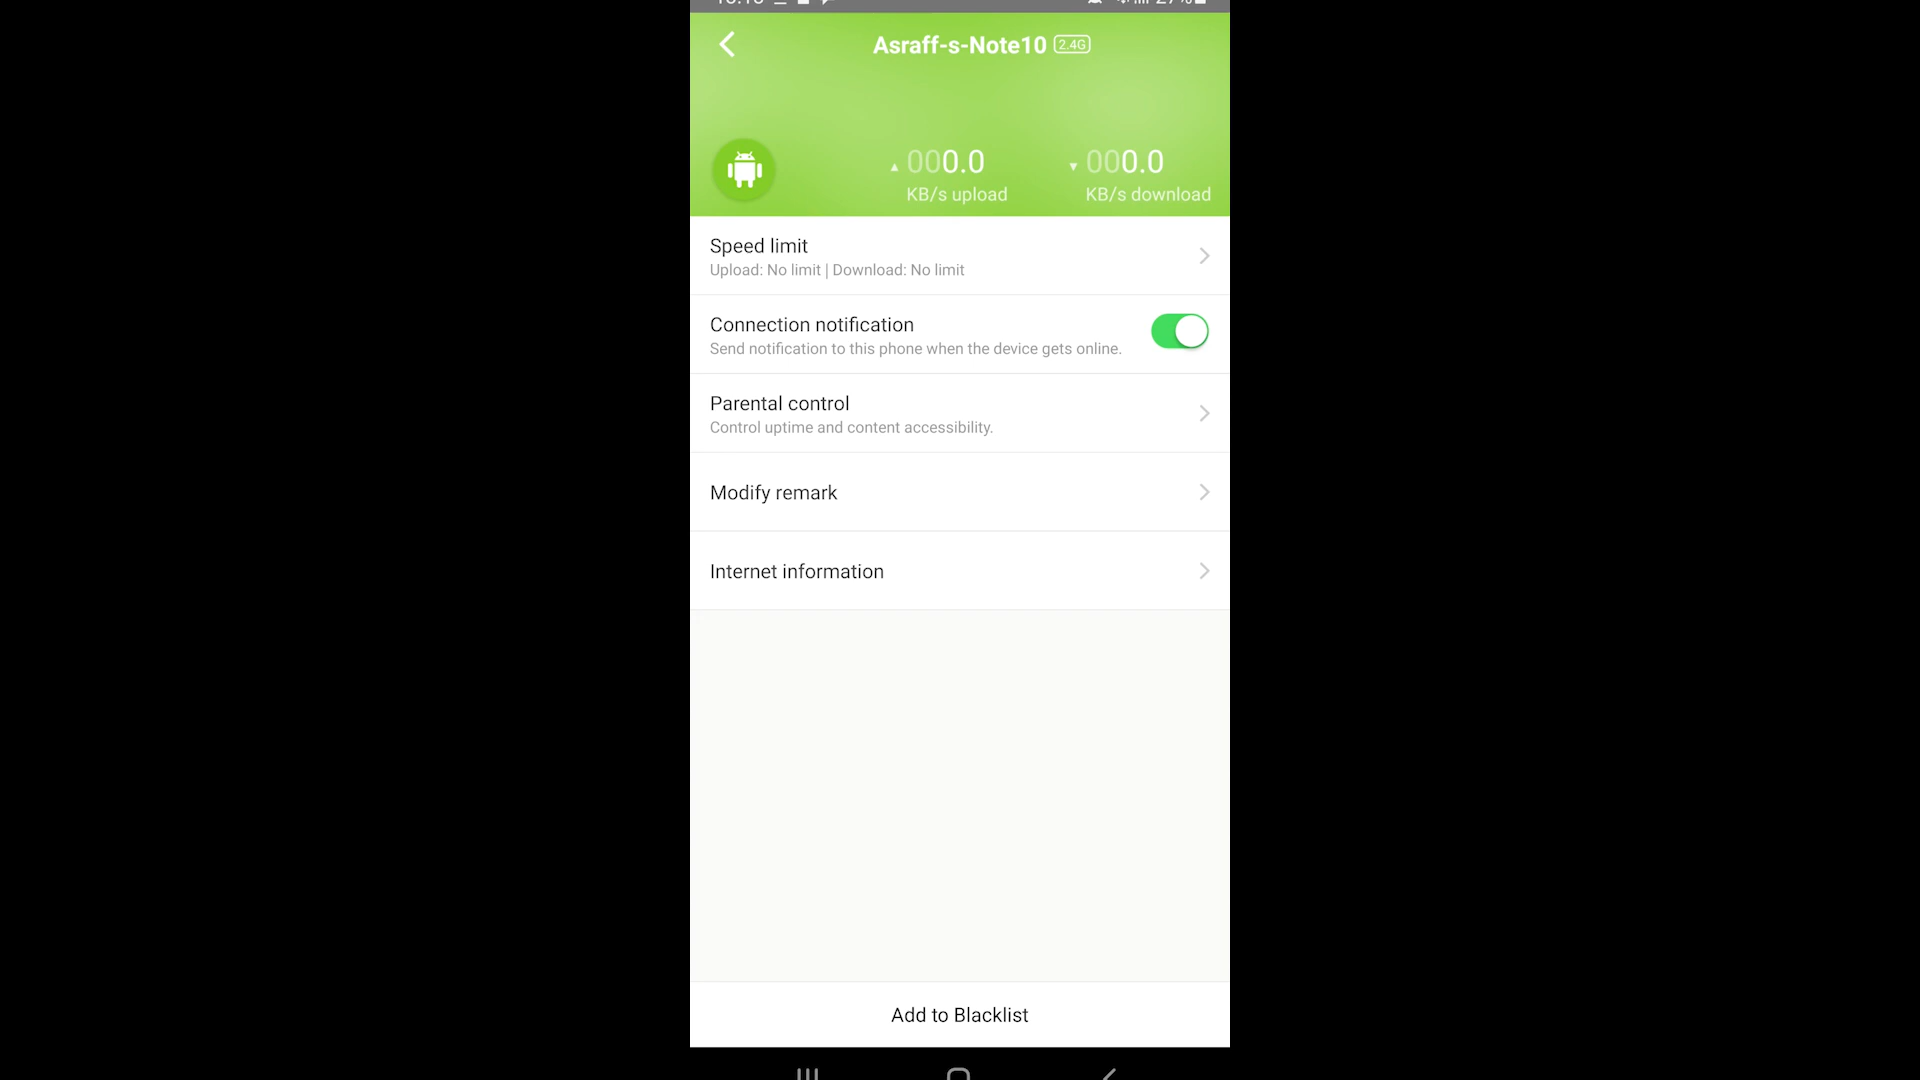 Asraff-s-Note10 2.4G
000.0 000.0
KB/s upload KB/s download
Speed limit
Upload: No limit | Download: No limit
Connection notification
Send notification to this phone when the device gets online.
Parental control
Control uptime and content accessibility.
Modify remark
Internet information
Add to Blacklist